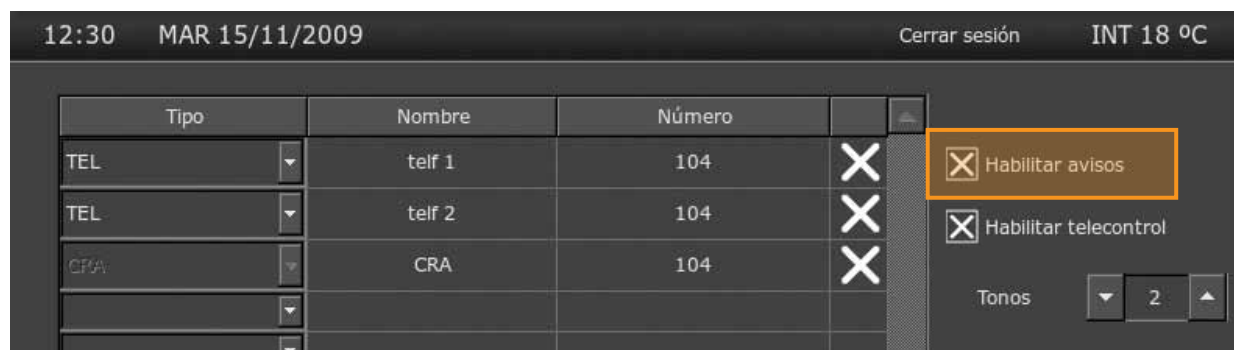 12:30 MAR 15/11/2009 Cerrar sesión INT 18 ºC
Tipo Nombre Número
TEL telf 1 104 Habilitar avisos
TEL telf 2 104 Habilitar telecontrol
CRA CRA 104
Tonos 2